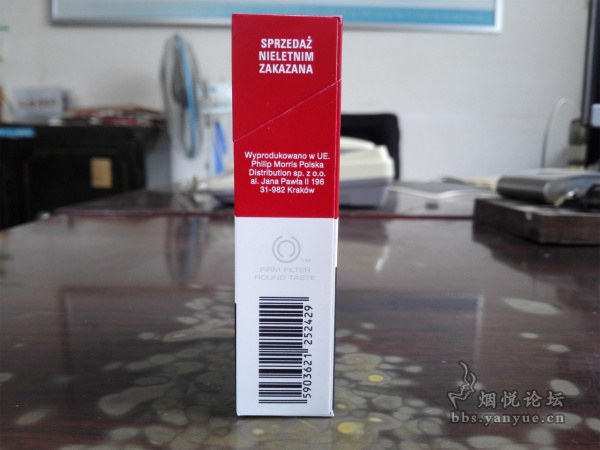 SPRZEDAŻ
NIELETNIM
ZAKAZANA
Wyprodukowano w UE.
Philip Morris Polska
Distribution sp. z o.o.
al. Jana Pawła II 196
31-982 Kraków
TM
FIRM FILTER
ROUND TASTE
5903621 252429
烟悦论坛
bbs.yanyue.cn